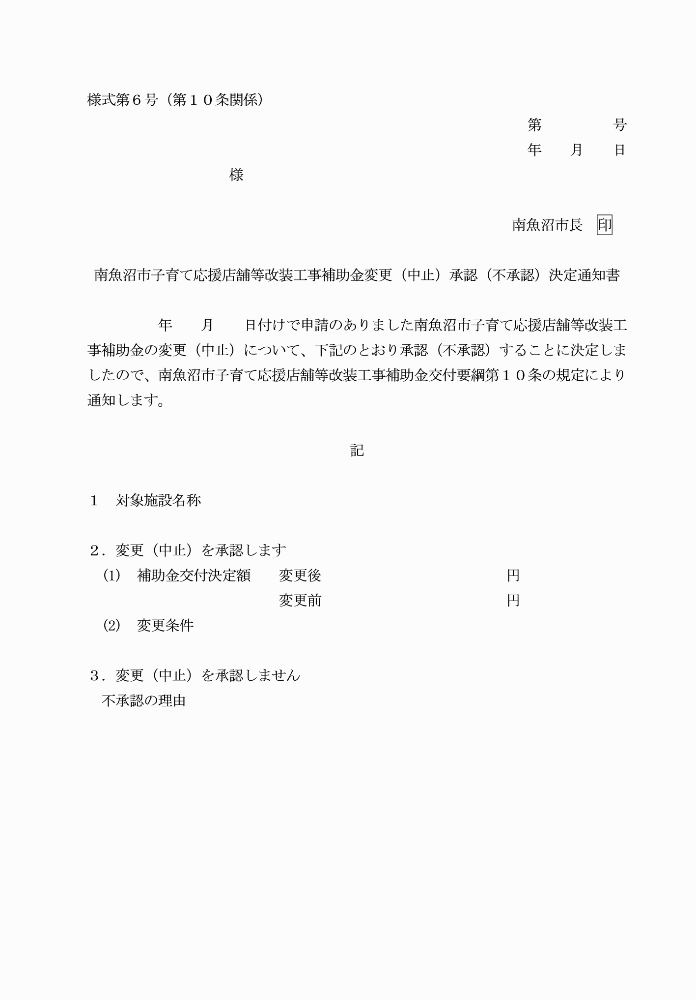 様式第６号（第１０条関係）
第　　　　　号
年　　月　　日
様
南魚沼市長　印
南魚沼市子育て応援店舗等改装工事補助金変更（中止）承認（不承認）決定通知書
年　　月　　日付けで申請のありました南魚沼市子育て応援店舗等改装工
事補助金の変更（中止）について、下記のとおり承認（不承認）することに決定しま
したので、南魚沼市子育て応援店舗等改装工事補助金交付要綱第１０条の規定により
通知します。
記
１　対象施設名称
２．変更（中止）を承認します
(1)　補助金交付決定額　　変更後　　　　　　　　　　　　　円
変更前　　　　　　　　　　　　　円
(2)　変更条件
３．変更（中止）を承認しません
不承認の理由